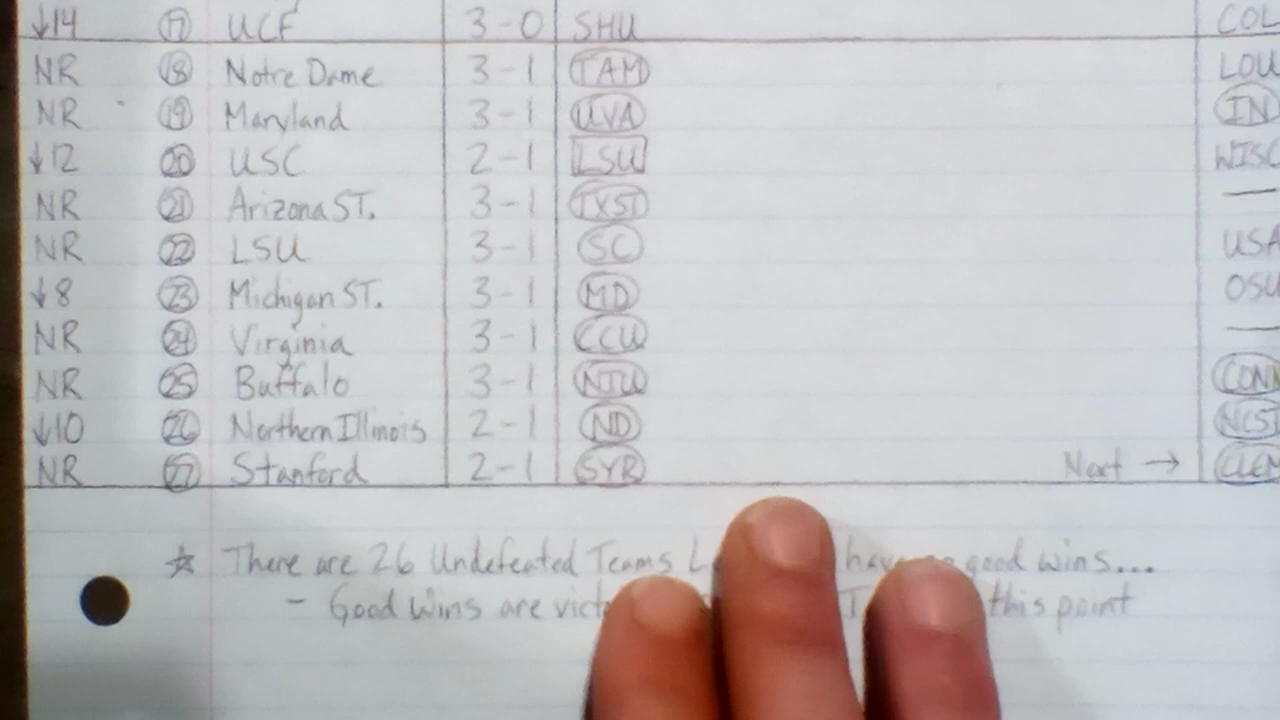 ↓14 17 UCF 3-0 SHU COL
NR 18 Notre Dame 3-1 TAM LOU
NR 19 Maryland 3-1 UVA IN
↓12 20 USC 2-1 LSU WISC
NR 21 Arizona ST. 3-1 TXST —
NR 22 LSU 3-1 SC USA
↓8 23 Michigan ST. 3-1 MD OSU
NR 24 Virginia 3-1 CCU —
NR 25 Buffalo 3-1 NIU CONN
↓10 26 Northern Illinois 2-1 ND NCST
NR 27 Stanford 2-1 SYR Next → CLEM
☆ There are 26 Undefeated Teams have good wins...
- Good Wins are this point